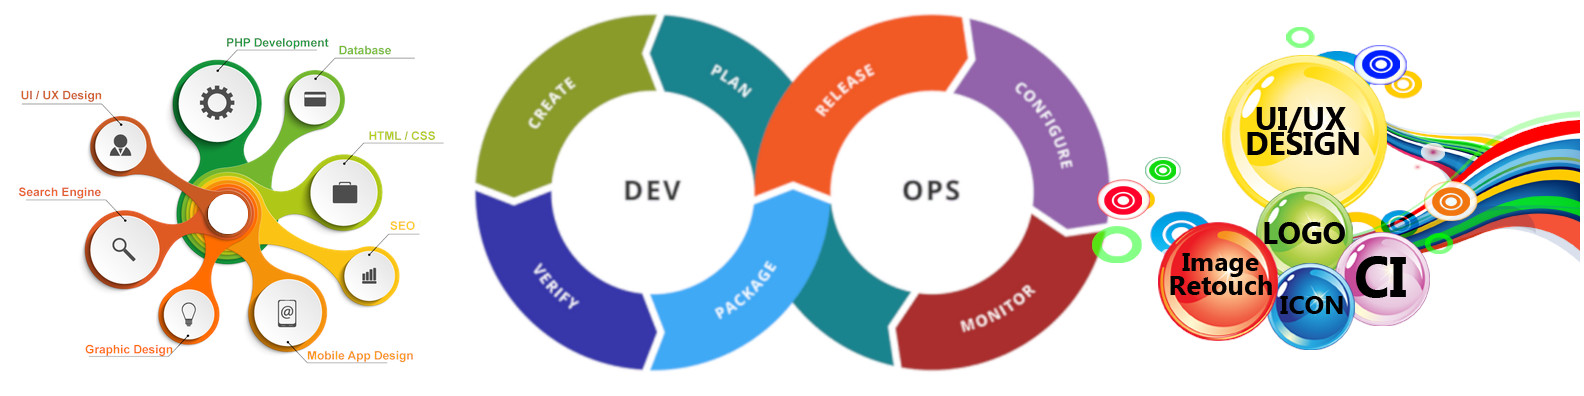 PHP Development
Database
UI / UX Design
HTML / CSS
Search Engine
SEO
Graphic Design
Mobile App Design
CREATE
PLAN
RELEASE
CONFIGURE
DEV
OPS
VERIFY
PACKAGE
MONITOR
UI/UX
DESIGN
LOGO
Image
Retouch
CI
ICON